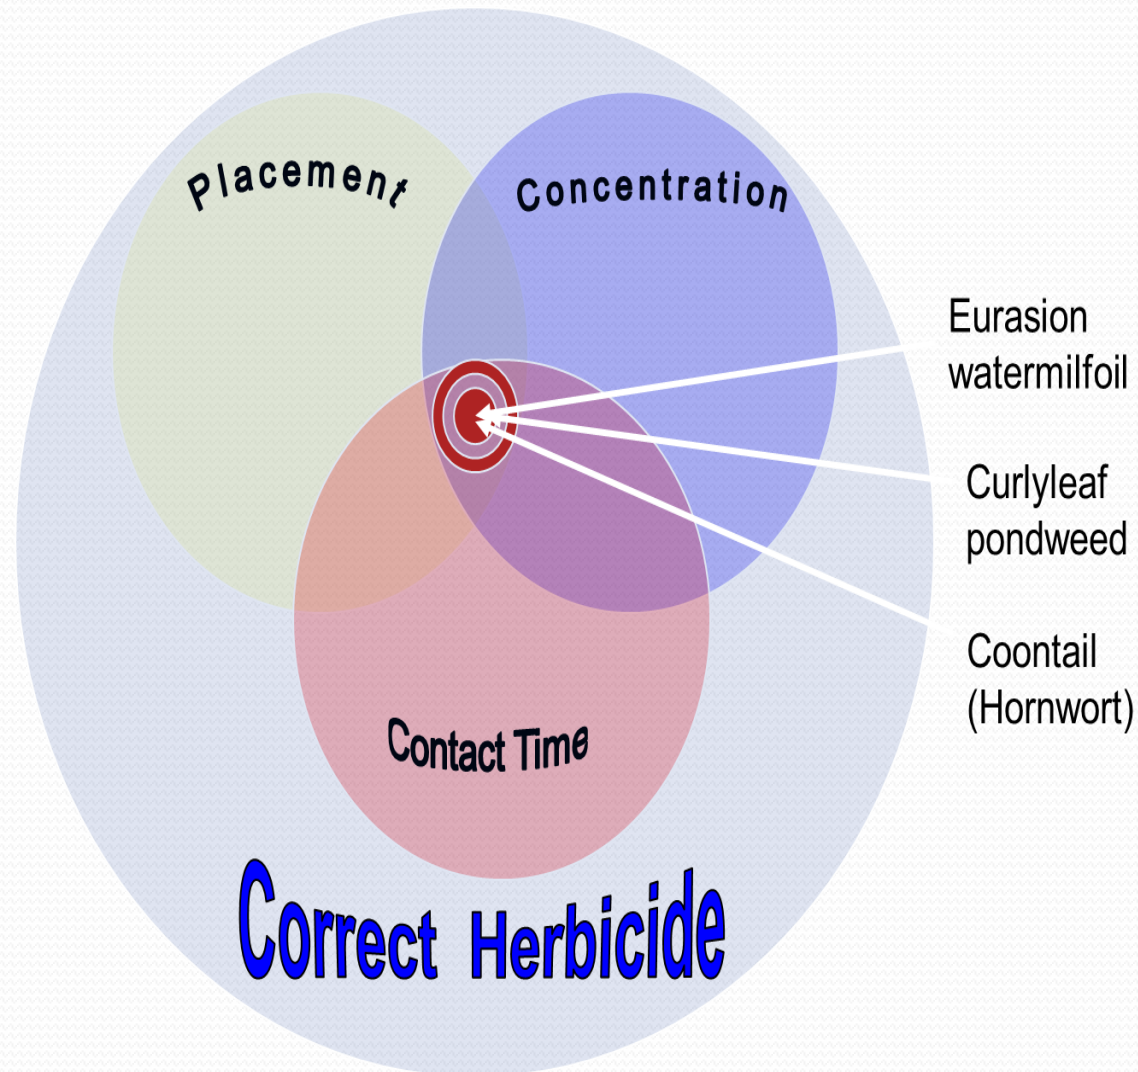 Placement
Concentration
Eurasion
watermilfoil
Curlyleaf
pondweed
Coontail
(Hornwort)
Contact Time
Correct Herbicide